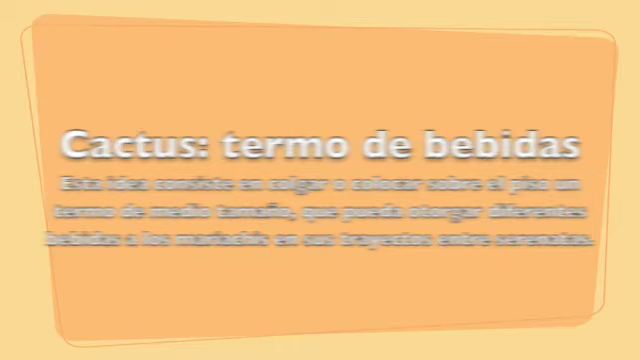 Cactus: termo de bebidas
Esta idea consiste en colgar o colocar sobre el piso un
termo de medio tamaño, que pueda otorgar diferentes
bebidas a los mariachis en sus trayectos entre serenatas.